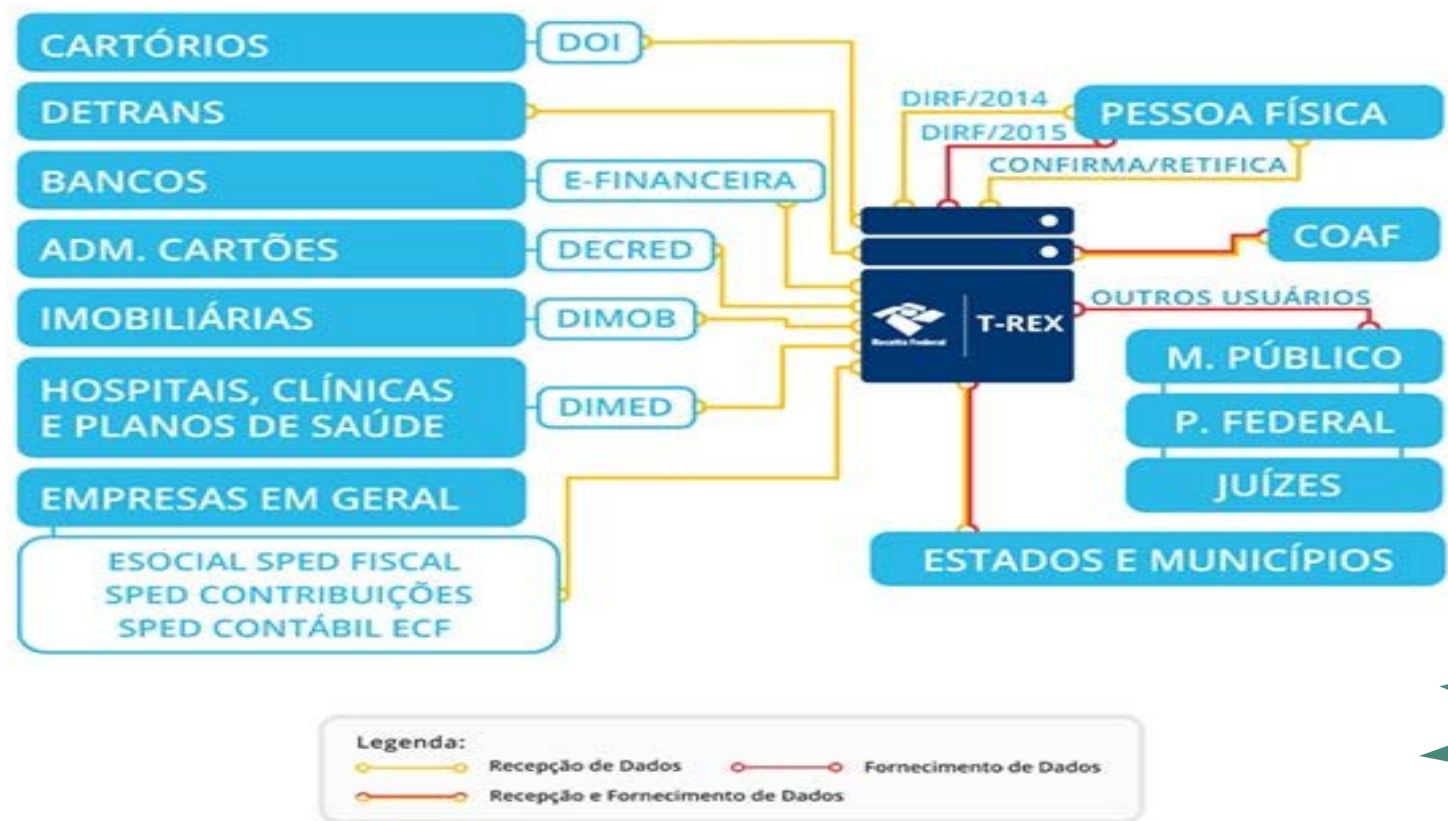 CARTÓRIOS
DOI
DETRANS
BANCOS
E-FINANCEIRA
ADM. CARTÕES
DECRED
IMOBILIÁRIAS
DIMOB
HOSPITAIS, CLÍNICAS
E PLANOS DE SAÚDE
DIMED
EMPRESAS EM GERAL
ESOCIAL SPED FISCAL
SPED CONTRIBUIÇÕES
SPED CONTÁBIL ECF
DIRF/2014
DIRF/2015
CONFIRMA/RETIFICA
PESSOA FÍSICA
COAF
Receita Federal
T-REX
OUTROS USUÁRIOS
M. PÚBLICO
P. FEDERAL
JUÍZES
ESTADOS E MUNICÍPIOS
Legenda:
Recepção de Dados
Fornecimento de Dados
Recepção e Fornecimento de Dados